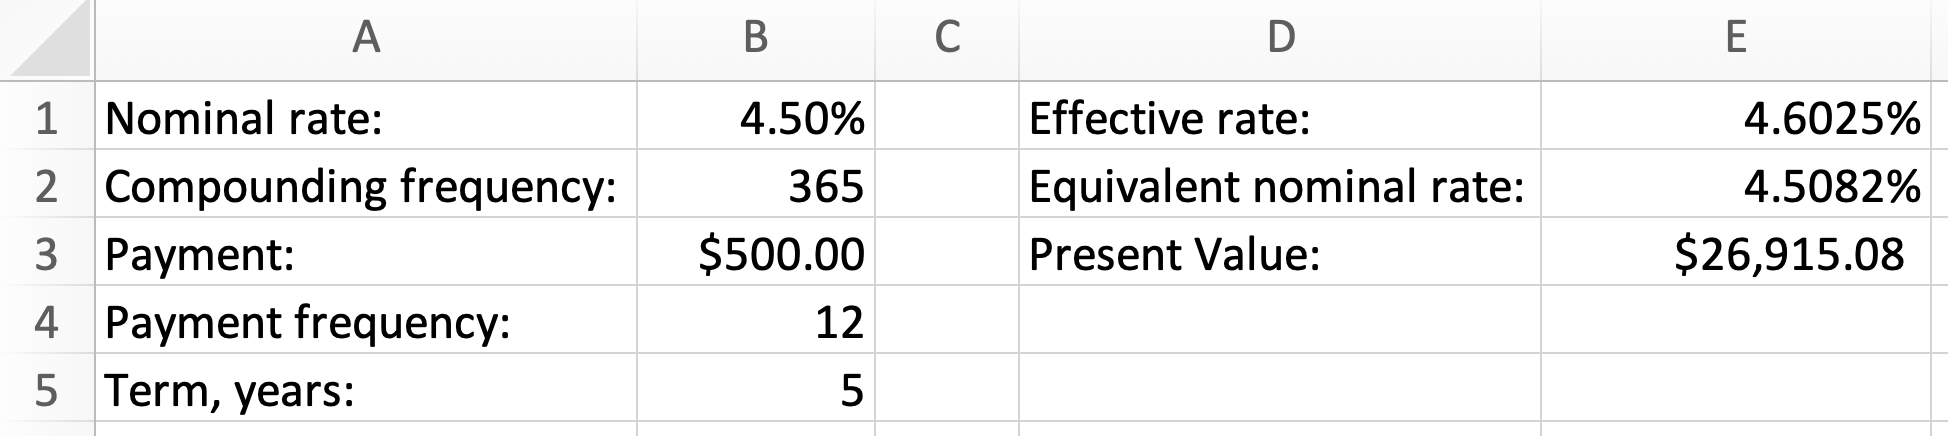 A B C D E
1 Nominal rate: 4.50% Effective rate: 4.6025%
2 Compounding frequency: 365 Equivalent nominal rate: 4.5082%
3 Payment: $500.00 Present Value: $26,915.08
4 Payment frequency: 12
5 Term, years: 5